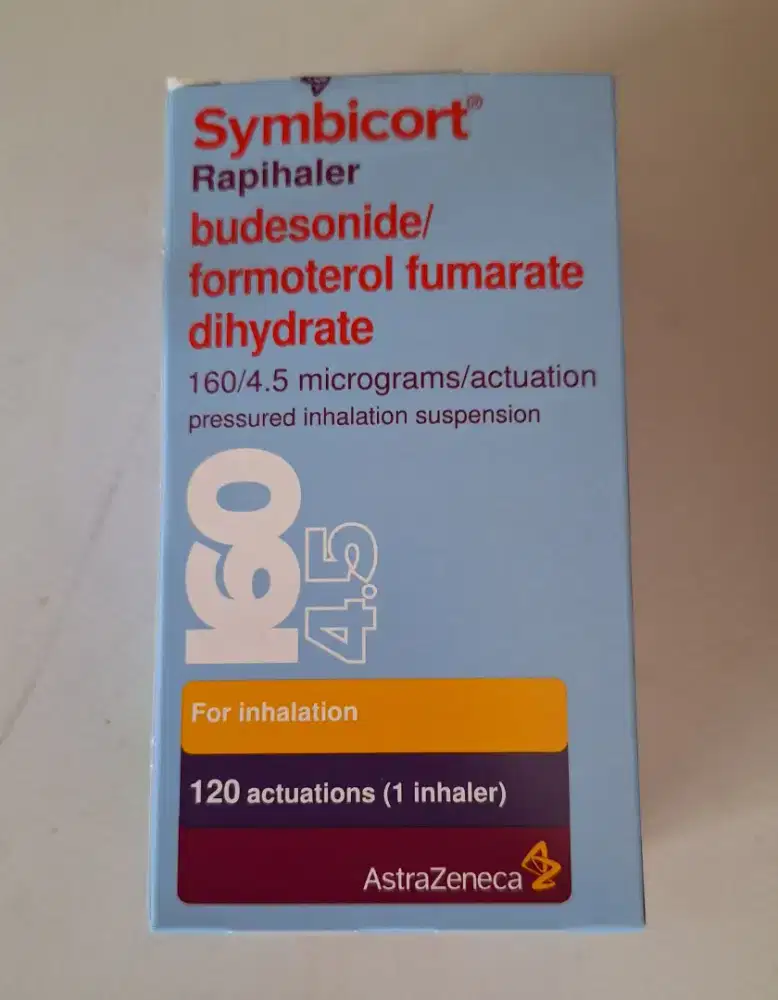 Symbicort®
Rapihaler
budesonide/
formoterol fumarate
dihydrate
160/4.5 micrograms/actuation
pressured inhalation suspension
160
4.5
For inhalation
120 actuations (1 inhaler)
AstraZeneca